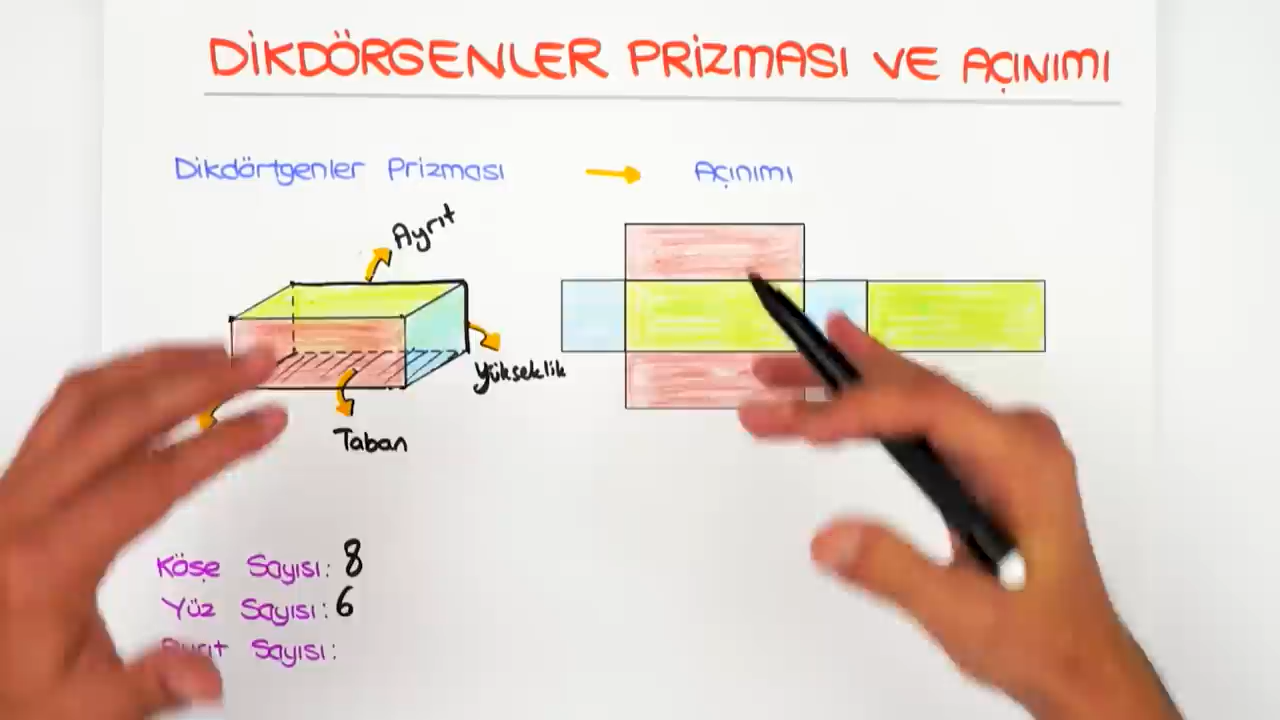 DİKDÖRGENLER PRİZMASI VE AÇINIMI
Dikdörtgenler Prizması
Açınımı
Ayrıt
Yükseklik
Taban
Köşe Sayısı: 8
Yüz Sayısı: 6
Sayısı: